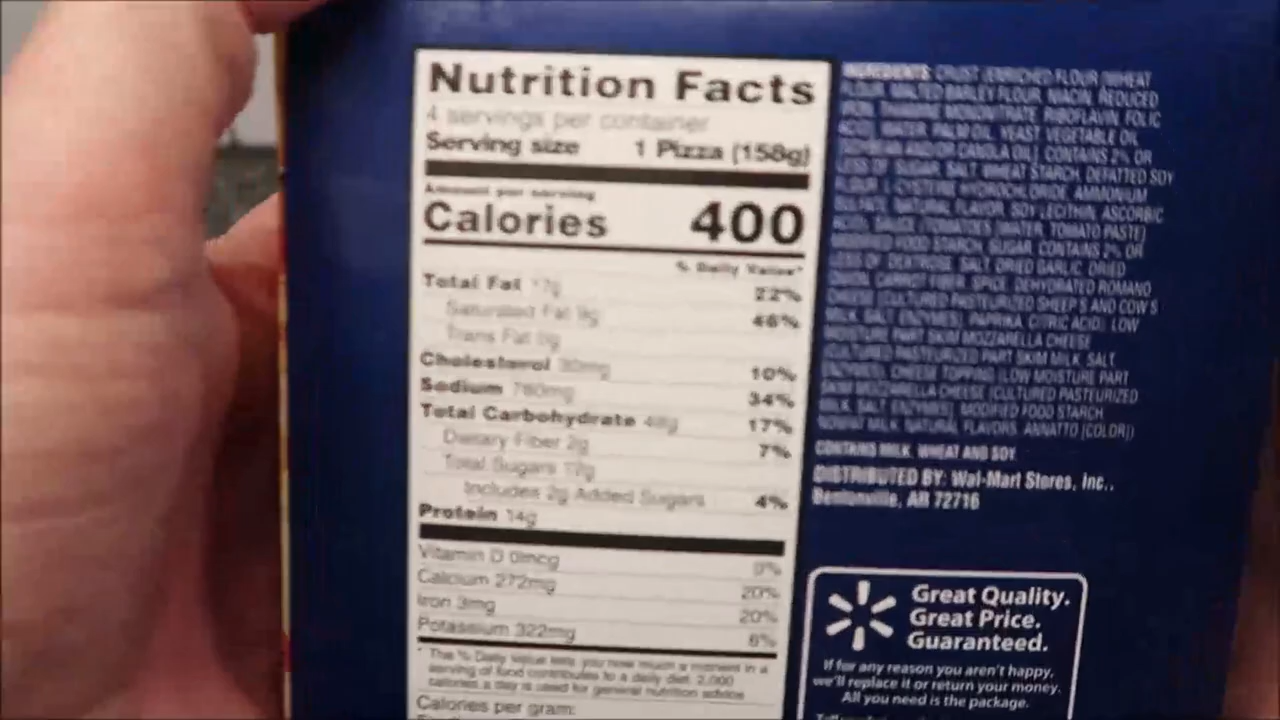 Nutrition Facts
4 servings per container
Serving size 1 Pizza (158g)
Amount per serving
Calories 400
% Daily Value*
Total Fat 17g 22%
Saturated Fat 9g 46%
Trans Fat 0g
Cholesterol 30mg 10%
Sodium 780mg 34%
Total Carbohydrate 48g 17%
Dietary Fiber 2g 7%
Total Sugars
Includes 2g Added Sugars 4%
Protein 14g
Vitamin D 0mcg 0%
Calcium 272mg 20%
Iron 3mg 20%
Potassium 322mg 6%
* The % Daily Value tells you how much a nutrient in a
serving of food contributes to a daily diet. 2,000
calories a day is used for general nutrition advice
Calories per gram:
INGREDIENTS: CRUST (ENRICHED FLOUR (WHEAT
FLOUR, MALTED BARLEY FLOUR, NIACIN, REDUCED
IRON, THIAMINE MONONITRATE, RIBOFLAVIN, FOLIC
ACID), WATER, PALM OIL, YEAST, VEGETABLE OIL
(SOYBEAN AND/OR CANOLA OIL), CONTAINS 2% OR
LESS OF: SUGAR, SALT, WHEAT STARCH, DEFATTED SOY
FLOUR, L-CYSTEINE HYDROCHLORIDE, AMMONIUM
SULFATE, NATURAL FLAVOR, SOY LECITHIN, ASCORBIC
ACID), SAUCE (TOMATOES (WATER, TOMATO PASTE)
MODIFIED FOOD STARCH, SUGAR, CONTAINS 2% OR
LESS OF: DEXTROSE, SALT, DRIED GARLIC, DRIED
ONION, CARROT FIBER, SPICE, DEHYDRATED ROMANO
CHEESE (CULTURED PASTEURIZED SHEEP'S AND COW'S
MILK, SALT, ENZYMES), PAPRIKA, CITRIC ACID), LOW
MOISTURE PART SKIM MOZZARELLA CHEESE
(CULTURED PASTEURIZED PART SKIM MILK, SALT,
ENZYMES), CHEESE TOPPING (LOW MOISTURE PART
SKIM MOZZARELLA CHEESE (CULTURED PASTEURIZED
MILK, SALT, ENZYMES), MODIFIED FOOD STARCH,
NONFAT MILK, NATURAL FLAVORS, ANNATTO [COLOR])
CONTAINS MILK, WHEAT AND SOY.
DISTRIBUTED BY: Wal-Mart Stores, Inc.,
Bentonville, AR 72716
Great Quality.
Great Price.
Guaranteed.
If for any reason you aren't happy,
we'll replace it or return your money.
All you need is the package.